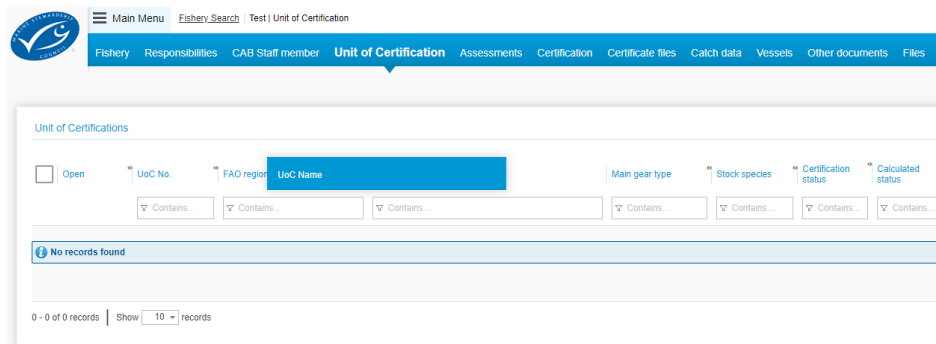 MARINE STEWARDSHIP COUNCIL
Main Menu Fishery Search Test | Unit of Certification
Fishery Responsibilities CAB Staff member Unit of Certification Assessments Certification Certificate files Catch data Vessels Other documents Files
Unit of Certifications
Open UoC No. FAO region UoC Name Main gear type Stock species Certification status Calculated status
Contains... Contains... Contains... Contains... Contains... Contains... Contains...
No records found
0 - 0 of 0 records Show 10 records